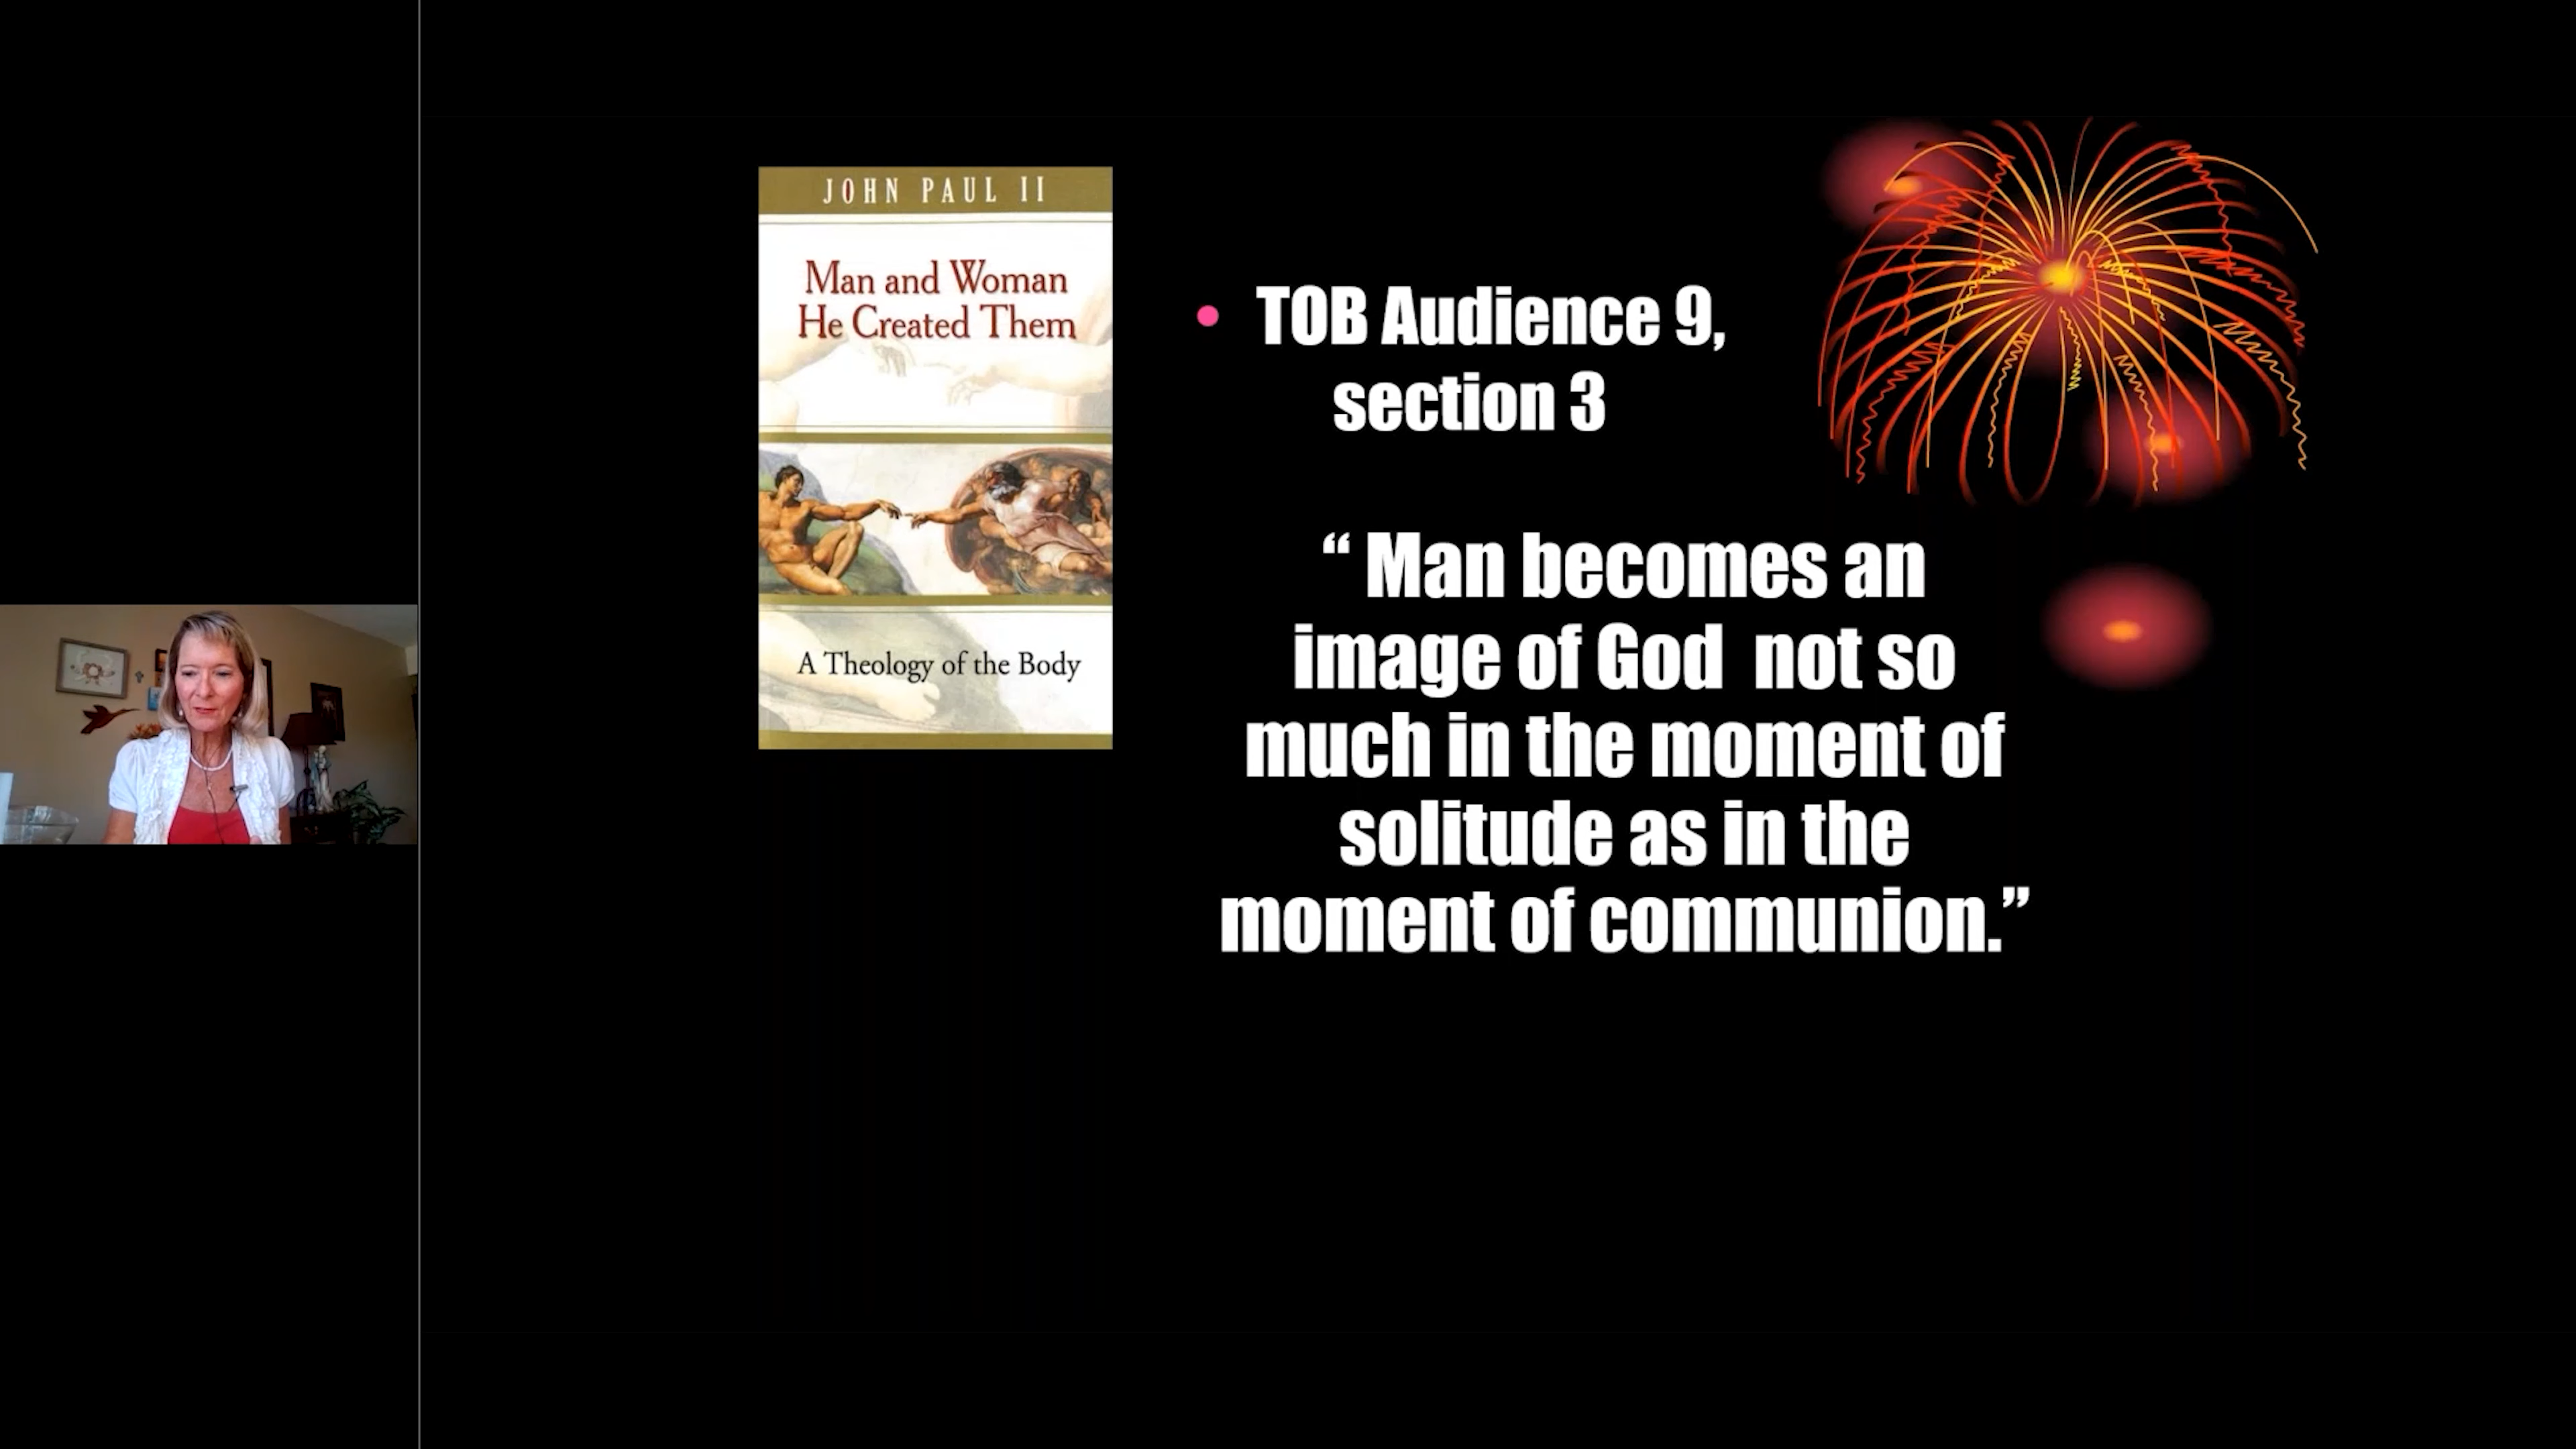 JOHN PAUL II
Man and Woman
He Created Them
A Theology of the Body
• TOB Audience 9,
section 3
“ Man becomes an
image of God  not so
much in the moment of
solitude as in the
moment of communion.”